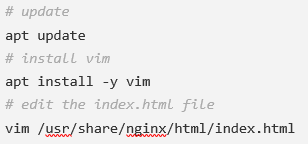 # update
apt update
# install vim
apt install -y vim
# edit the index.html file
vim /usr/share/nginx/html/index.html